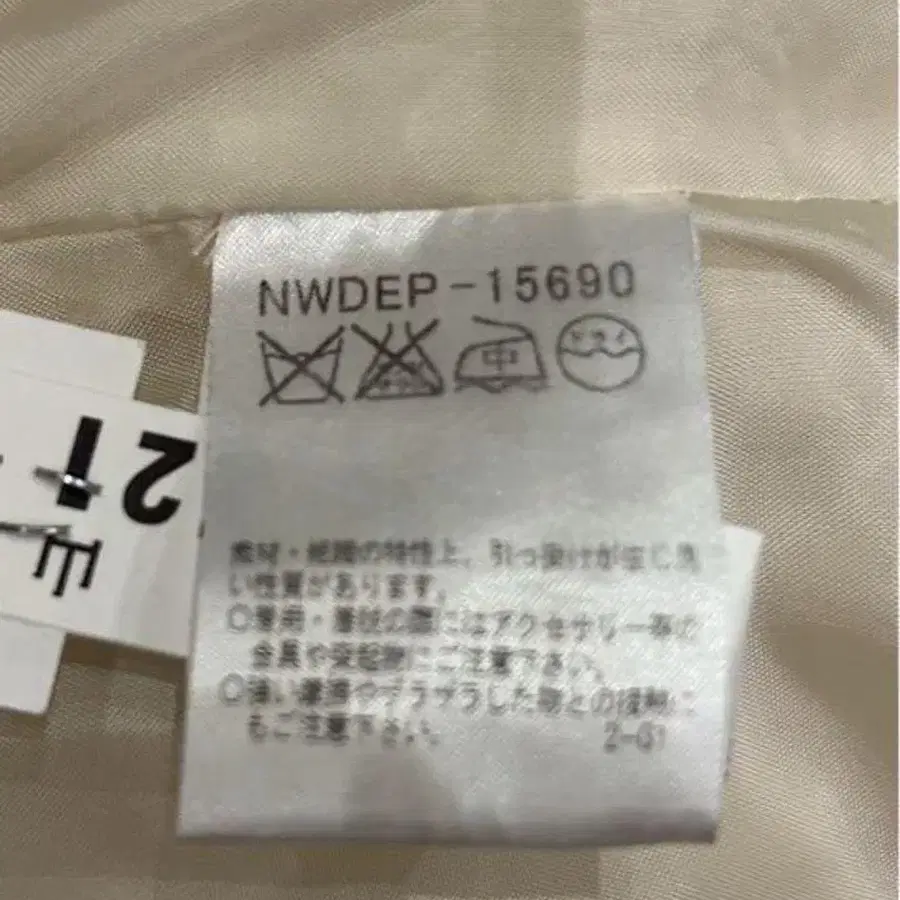 NWDEP-15690
中 ドライ
素材・組織の特性上、引っ掛けが生じ易
い性質があります。
○着用・着脱の際にはアクセサリー等の
金具や突起物にご注意下さい。
○強い摩擦やザラザラした物との接触に
もご注意下さい。 2-01
21